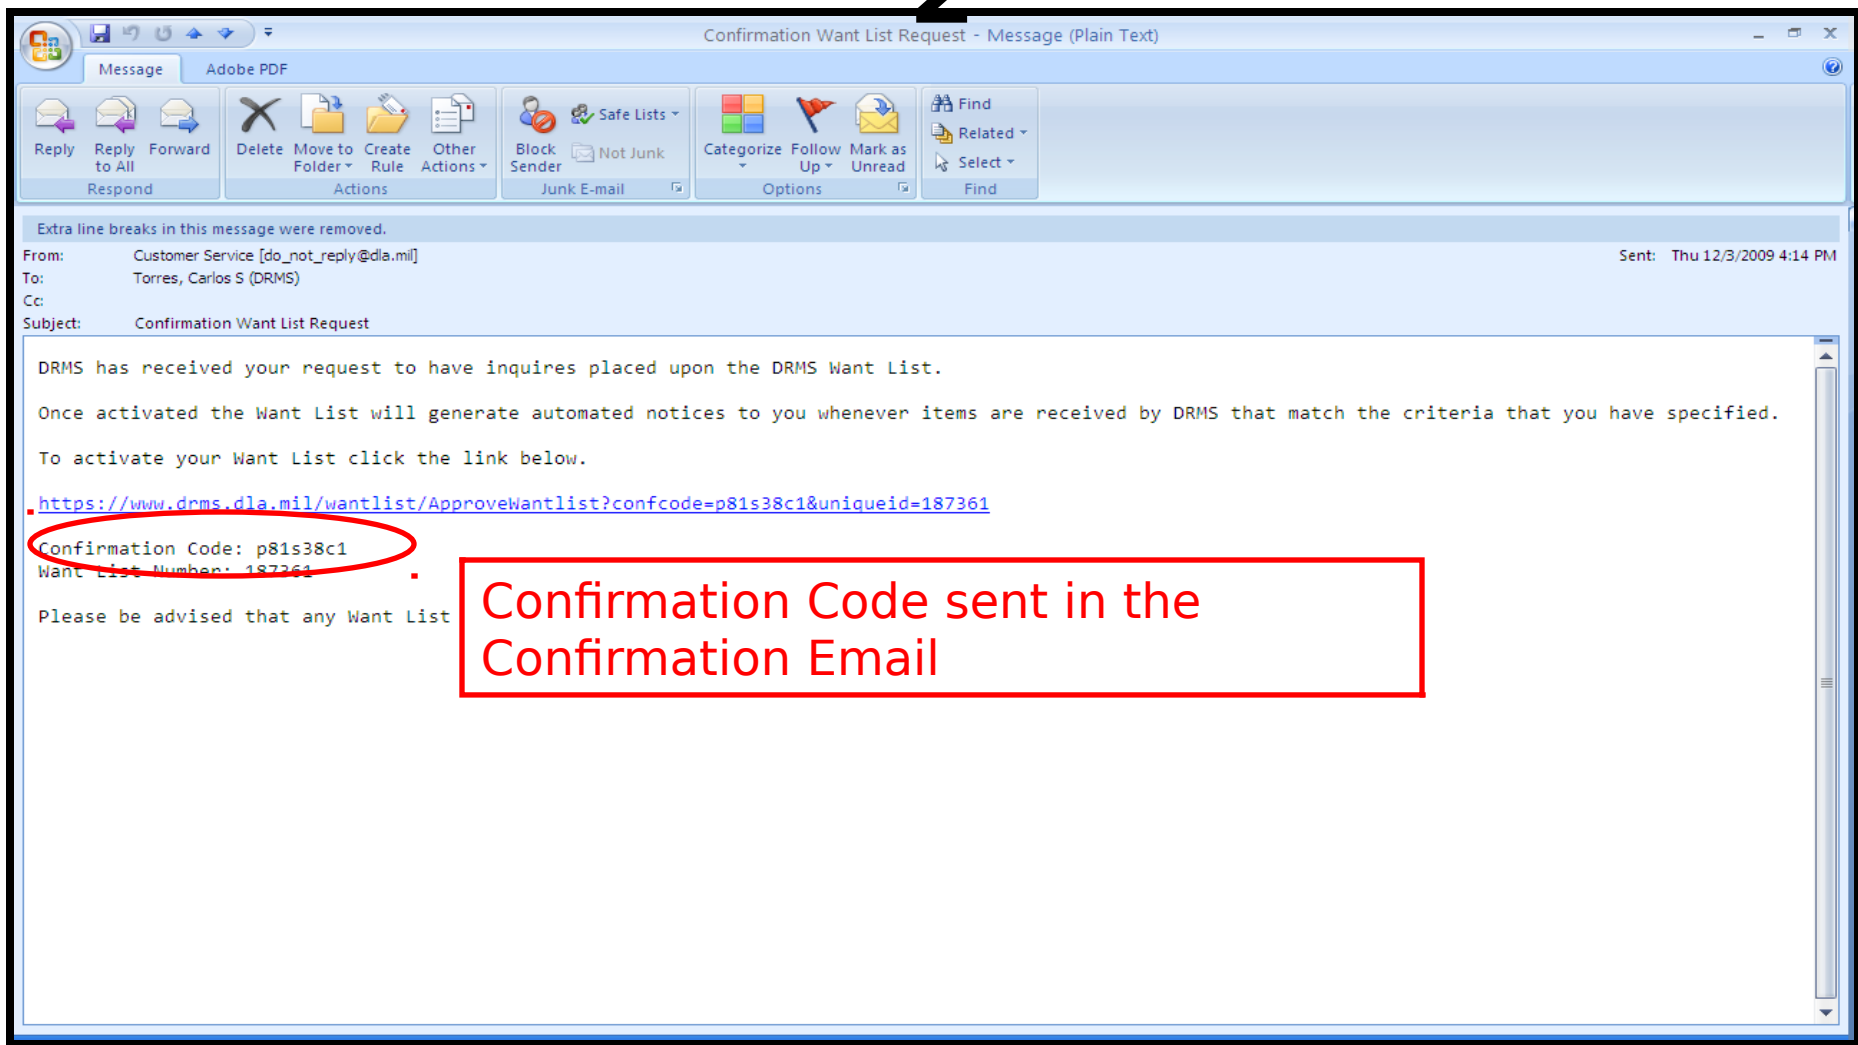 2
Confirmation Want List Request - Message (Plain Text)
Message Adobe PDF
Reply Reply to All Forward
Respond
Delete Move to Folder Create Rule Other Actions
Actions
Block Sender Safe Lists Not Junk
Junk E-mail
Categorize Follow Up Mark as Unread
Options
Find
Related
Select
Find
Extra line breaks in this message were removed.
From: Customer Service [do_not_reply@dla.mil] Sent: Thu 12/3/2009 4:14 PM
To: Torres, Carlos S (DRMS)
Cc:
Subject: Confirmation Want List Request
DRMS has received your request to have inquires placed upon the DRMS Want List.
Once activated the Want List will generate automated notices to you whenever items are received by DRMS that match the criteria that you have specified.
To activate your Want List click the link below.
https://www.drms.dla.mil/wantlist/ApproveWantlist?confcode=p81s38c1&uniqueid=187361
Confirmation Code: p81s38c1
Want List Number: 187361
Please be advised that any Want List
Confirmation Code sent in the
Confirmation Email